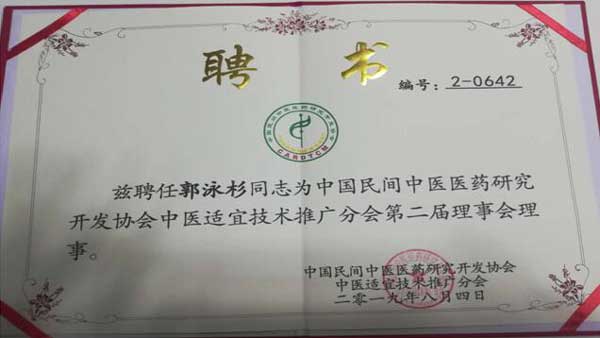 聘 书
编号：2-0642
CARDTCM
兹聘任郭泳杉同志为中国民间中医医药研究
开发协会中医适宜技术推广分会第二届理事会理
事。
中国民间中医医药研究开发协会
中医适宜技术推广分会
二〇一九年八月四日